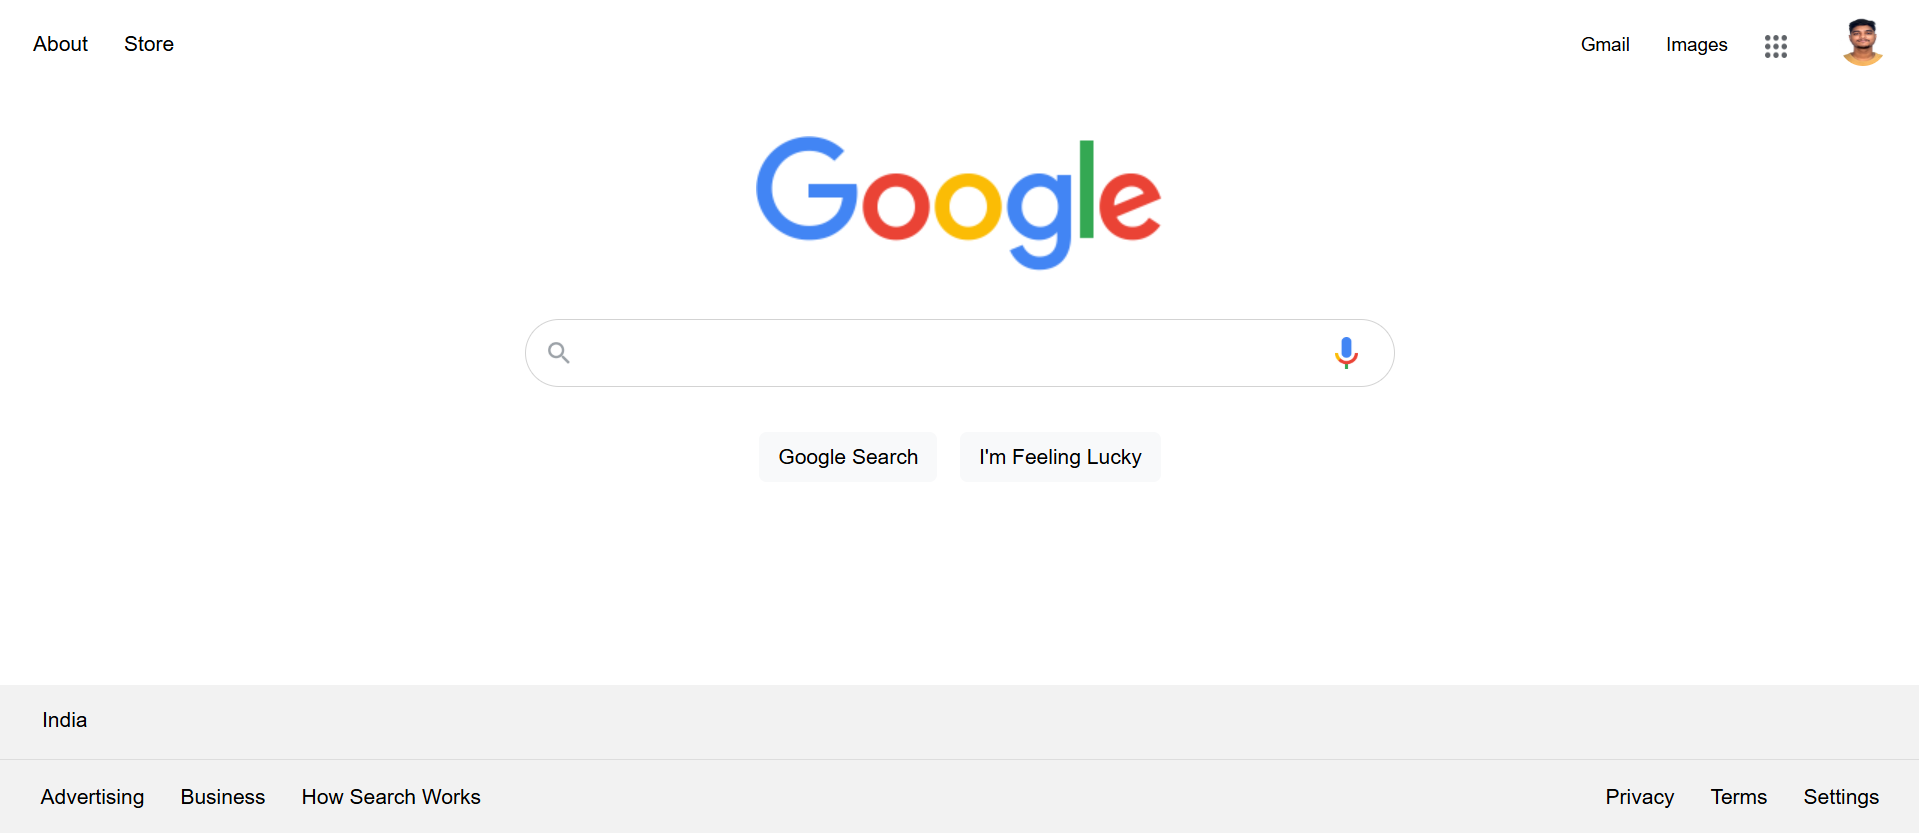 About Store Gmail Images
Google
Google Search I'm Feeling Lucky
India
Advertising Business How Search Works Privacy Terms Settings